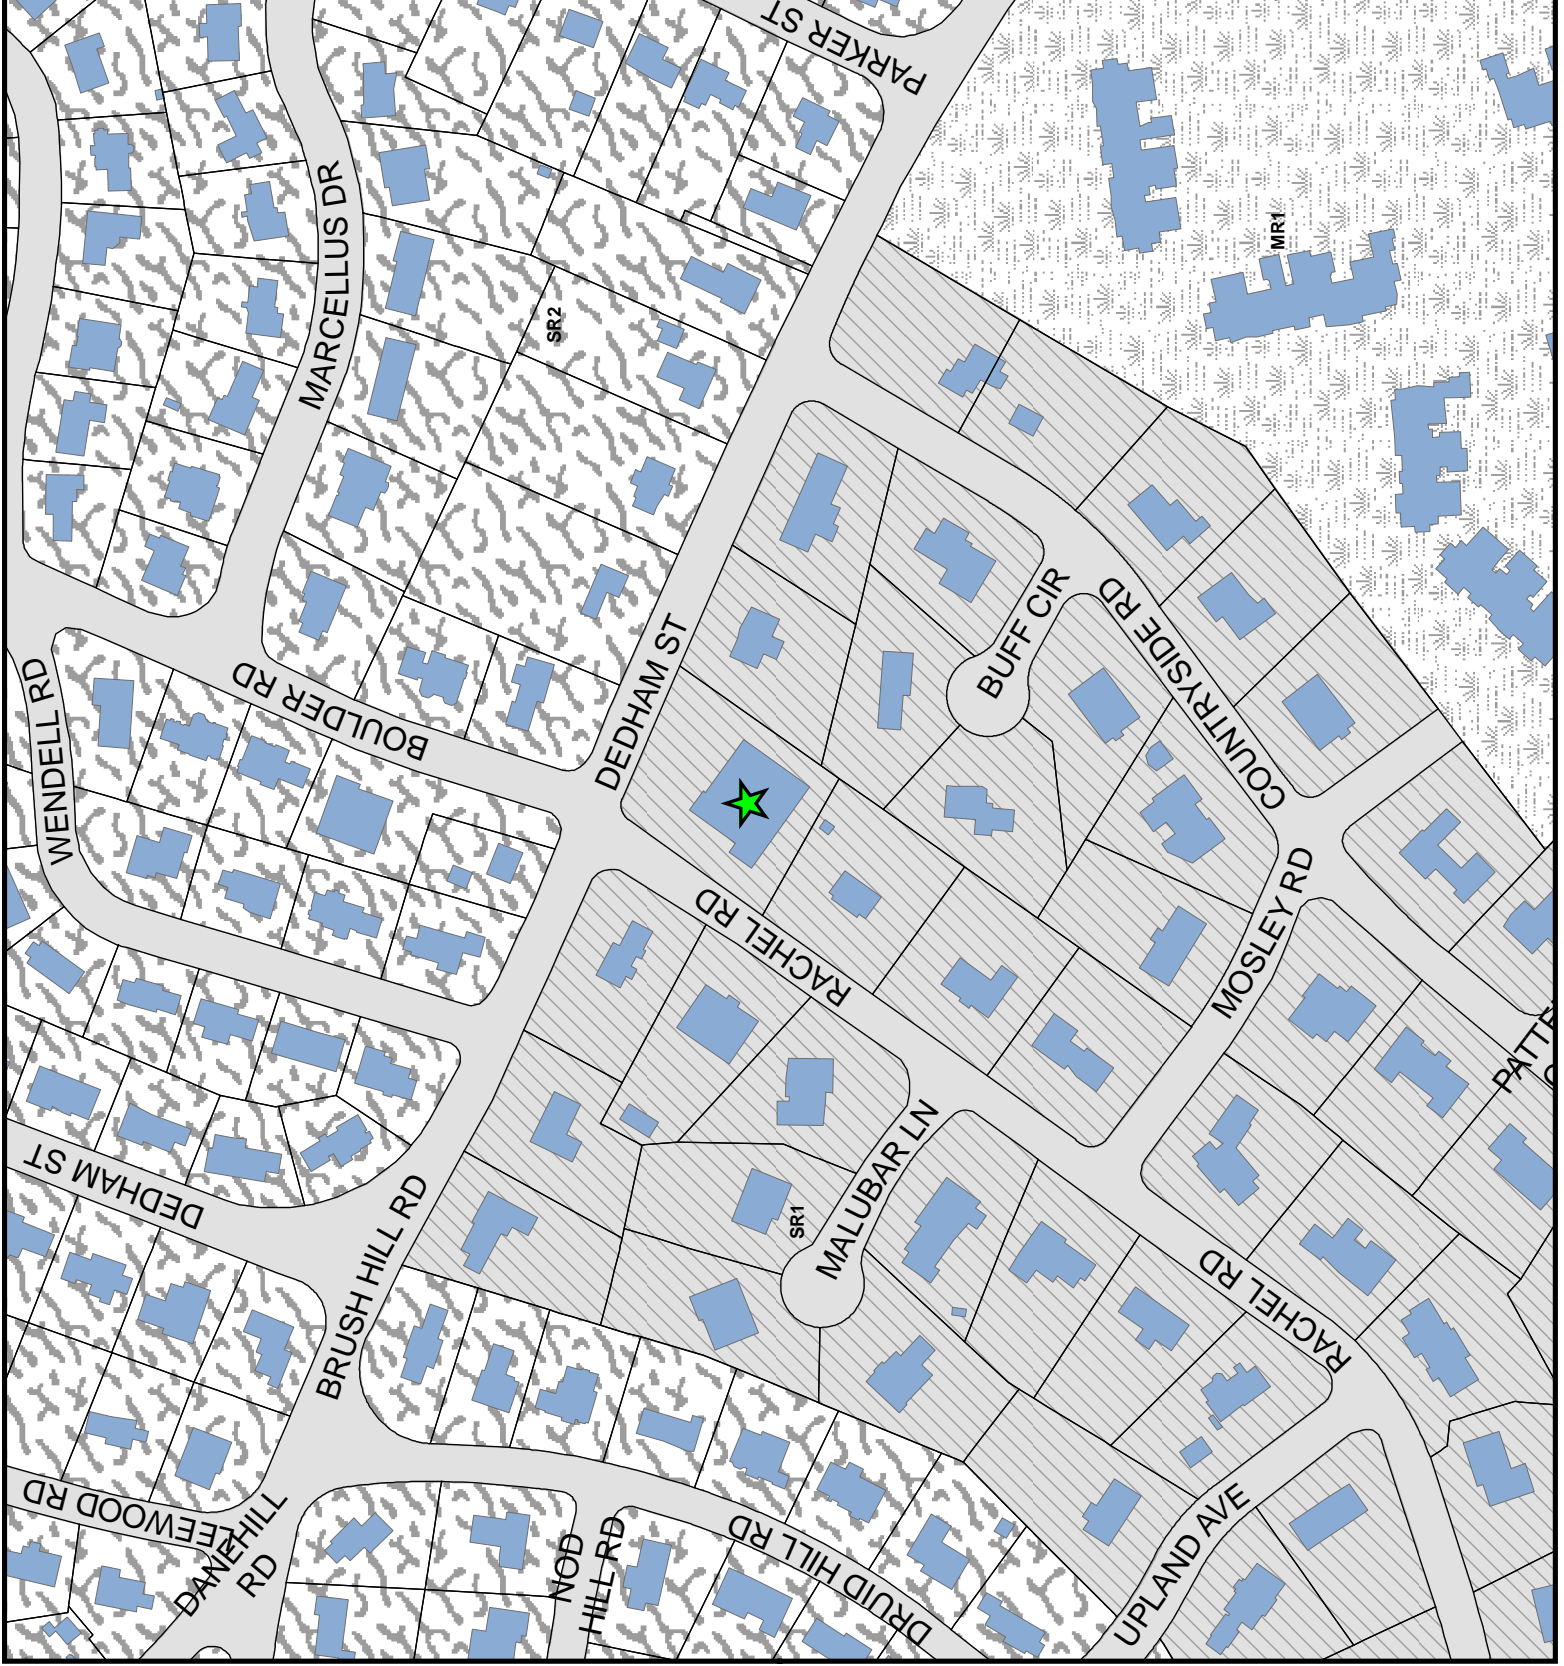 PARKER ST
MARCELLUS DR
MR1
SR2
BUFF CIR
COUNTRYSIDE RD
DEDHAM ST
WENDELL RD
BOULDER RD
RACHEL RD
MOSLEY RD
PATTE
MALUBAR LN
DEDHAM ST
SR1
BRUSH HILL RD
RACHEL RD
LEEWOOD RD
DANEHILL
RD
NOD
HILL RD
DRUID HILL RD
UPLAND AVE